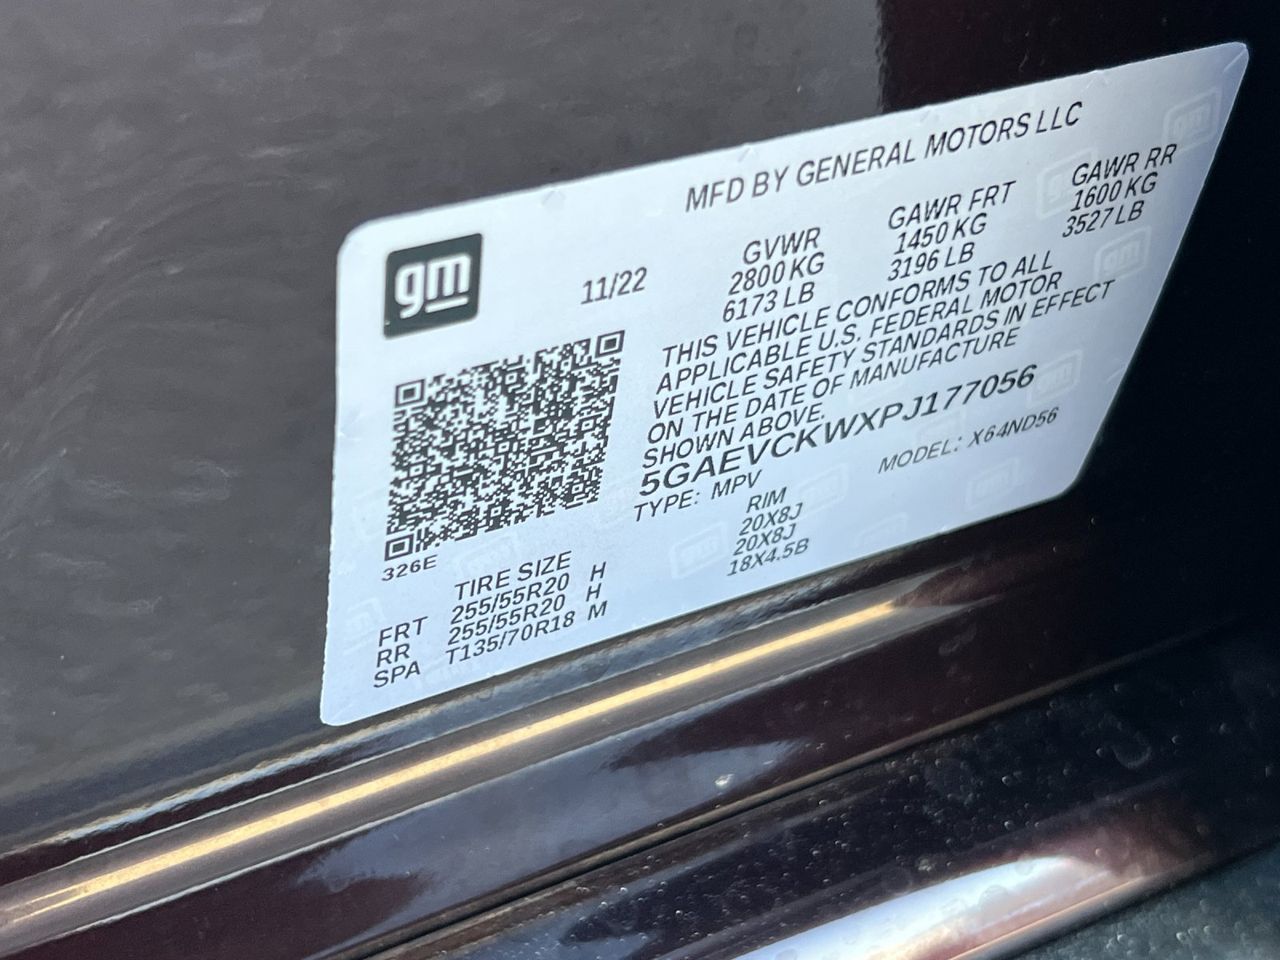 gm
MFD BY GENERAL MOTORS LLC
11/22
GVWR GAWR FRT GAWR RR
2800 KG 1450 KG 1600 KG
6173 LB 3196 LB 3527 LB
THIS VEHICLE CONFORMS TO ALL
APPLICABLE U.S. FEDERAL MOTOR
VEHICLE SAFETY STANDARDS IN EFFECT
ON THE DATE OF MANUFACTURE
SHOWN ABOVE.
5GAEVCKWXPJ177056
TYPE: MPV MODEL: X64ND56
326E
TIRE SIZE RIM
FRT 255/55R20 H 20X8J
RR 255/55R20 H 20X8J
SPA T135/70R18 M 18X4.5B